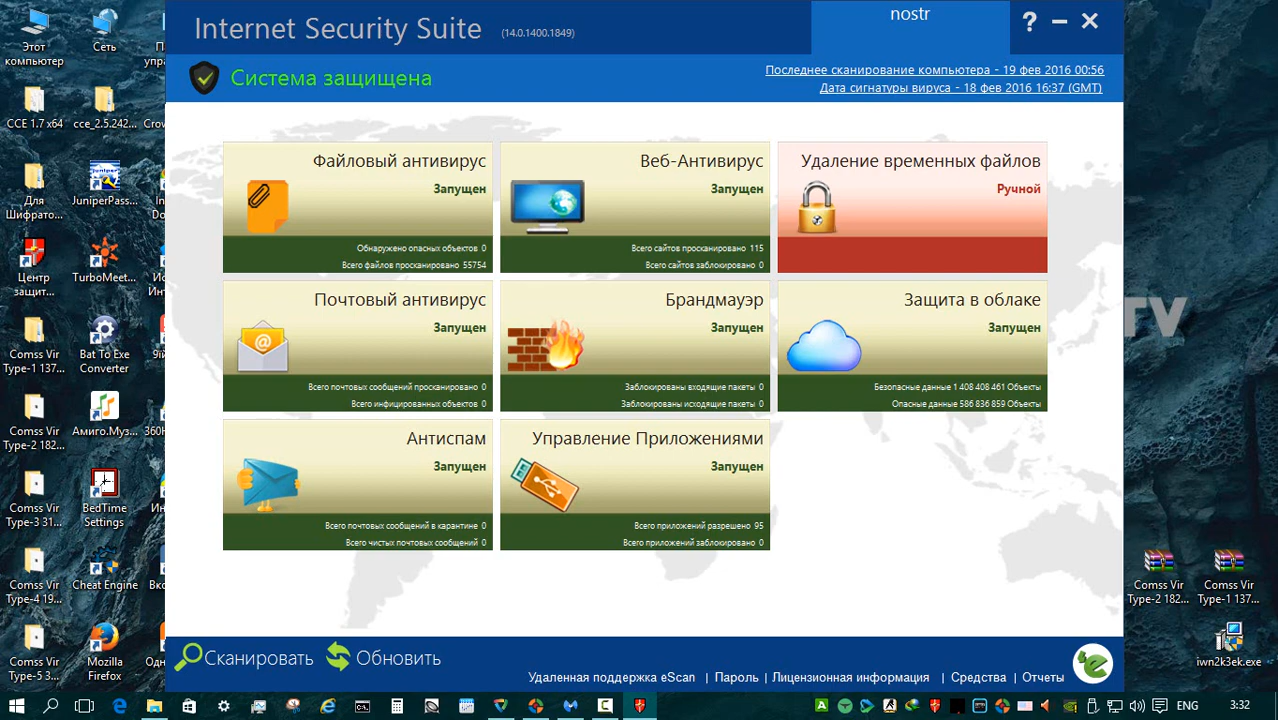 Internet Security Suite (14.0.1400.1849)
nostr
?
Система защищена
Последнее сканирование компьютера - 19 фев 2016 00:56
Дата сигнатуры вируса - 18 фев 2016 16:37 (GMT)
Файловый антивирус
Запущен
Обнаружено опасных объектов 0
Всего файлов просканировано 55754
Веб-Антивирус
Запущен
Всего сайтов просканировано 115
Всего сайтов заблокировано 0
Удаление временных файлов
Ручной
Почтовый антивирус
Запущен
Всего почтовых сообщений просканировано 0
Всего инфицированных объектов 0
Брандмауэр
Запущен
Заблокированы входящие пакеты 0
Заблокированы исходящие пакеты 0
Защита в облаке
Запущен
Безопасные данные 1 408 408 461 Объекты
Опасные данные 586 836 859 Объекты
Антиспам
Запущен
Всего почтовых сообщений в карантине 0
Всего чистых почтовых сообщений 0
Управление Приложениями
Запущен
Всего приложений разрешено 95
Всего приложений заблокировано 0
Сканировать
Обновить
Удаленная поддержка eScan | Пароль | Лицензионная информация | Средства | Отчеты
Этот
компьютер
Сеть
CCE 1.7 x64
cce_2.5.242...
Для
Шифрато...
JuniperPass...
Центр
защит...
TurboMeet...
Comss Vir
Type-1 137...
Bat To Exe
Converter
Comss Vir
Type-2 182...
Амиго.Муз...
Comss Vir
Type-3 31...
BedTime
Settings
Comss Vir
Type-4 19...
Cheat Engine
Comss Vir
Type-5 3...
Mozilla
Firefox
TV
Comss Vir
Type-2 182...
Comss Vir
Type-1 137...
iwn2k3ek.exe
ENG
3:32